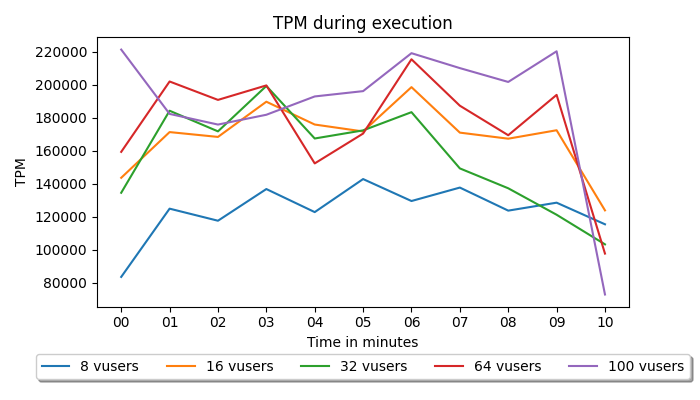 TPM during execution
220000
200000
180000
160000
140000
120000
100000
80000
TPM
00 01 02 03 04 05 06 07 08 09 10
Time in minutes
8 vusers 16 vusers 32 vusers 64 vusers 100 vusers